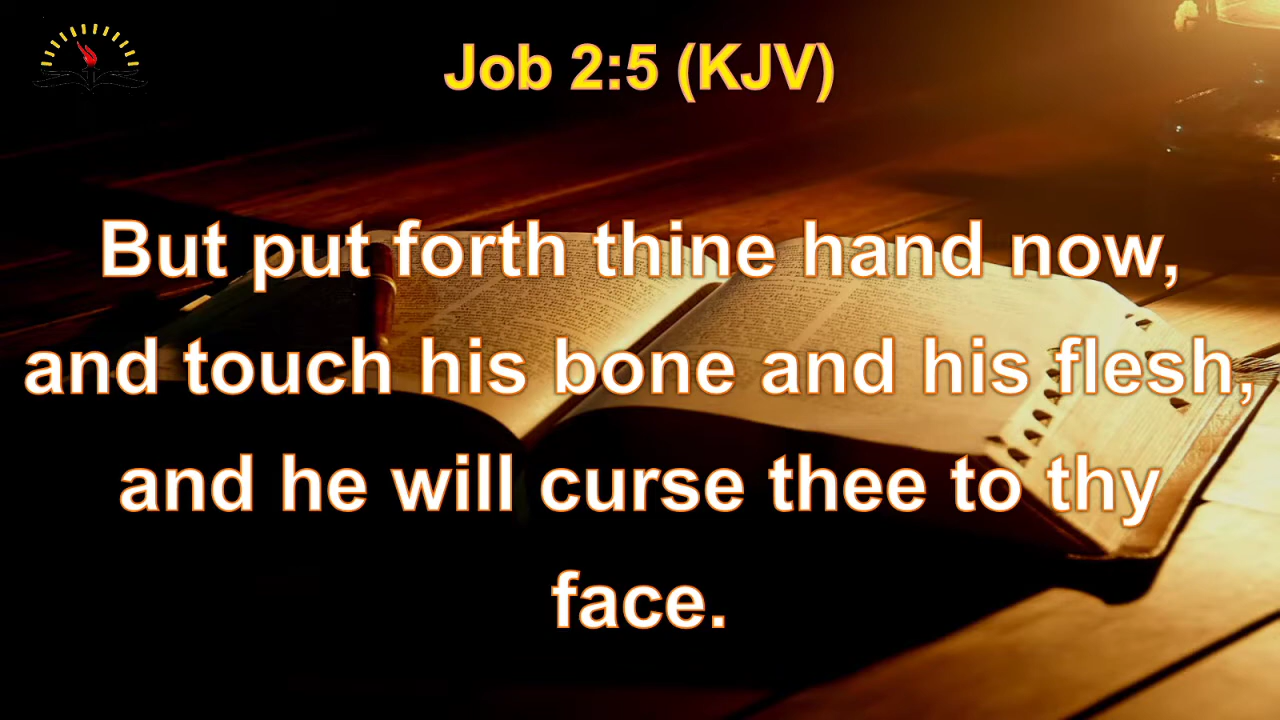 Job 2:5 (KJV)
But put forth thine hand now,
and touch his bone and his flesh,
and he will curse thee to thy
face.